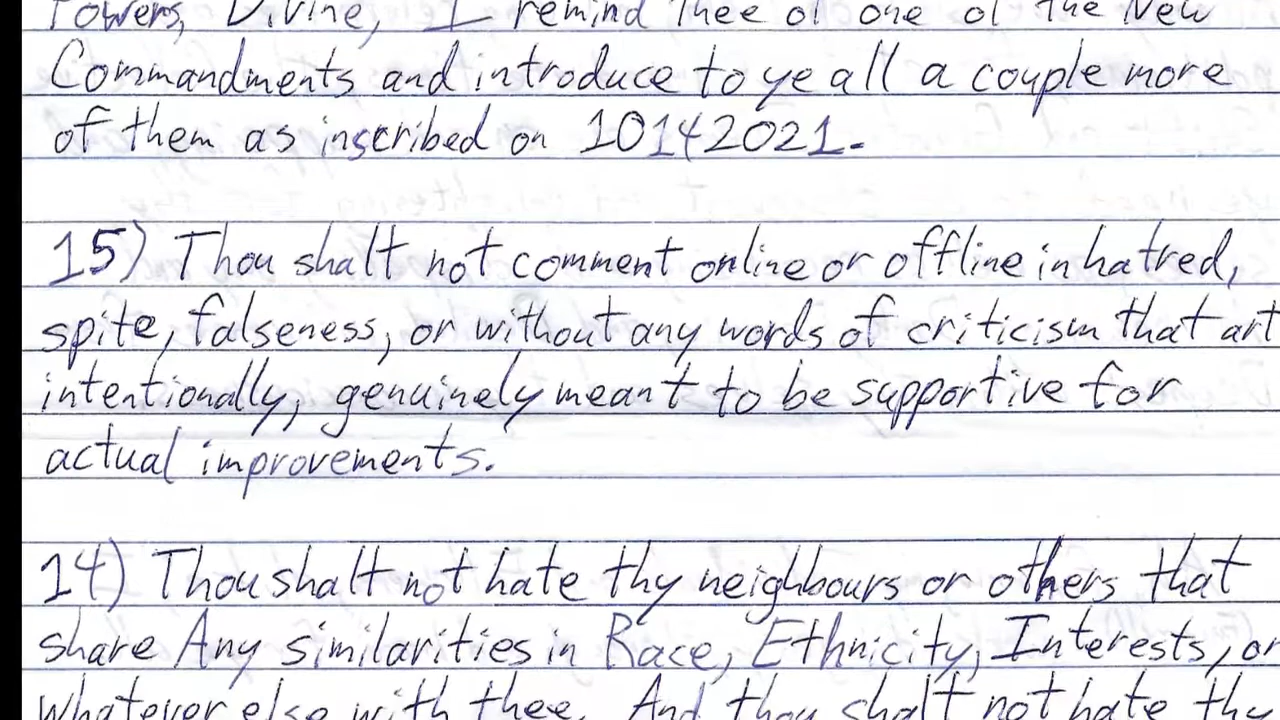 Powers, Divine, I remind Thee of one of the New
Commandments and introduce to ye all a couple more
of them as inscribed on 10142021.
15) Thou shalt not comment online or offline in hatred,
spite, falseness, or without any words of criticism that art
intentionally, genuinely meant to be supportive for
actual improvements.
14) Thou shalt not hate thy neighbours or others that
share Any similarities in Race, Ethnicity, Interests, or
whatever else with thee. And thou shalt not hate thy